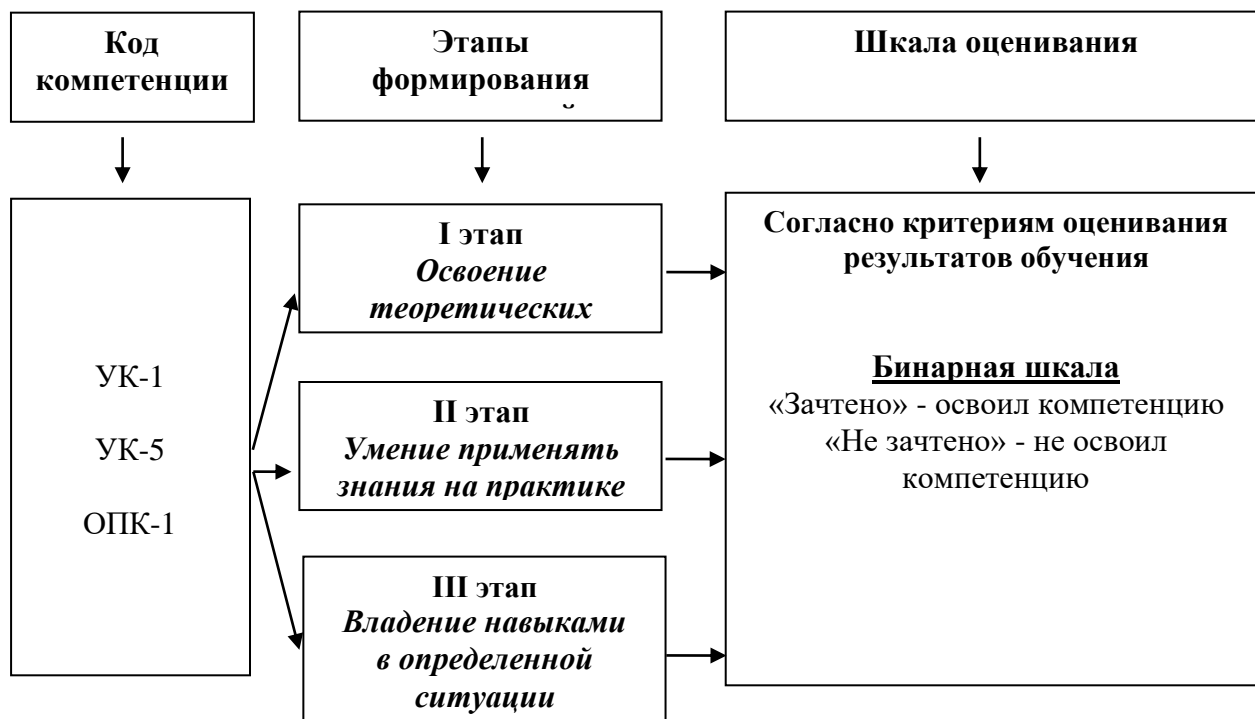 Код
компетенции
Этапы
формирования
Шкала оценивания
УК-1
УК-5
ОПК-1
I этап
Освоение
теоретических
II этап
Умение применять
знания на практике
III этап
Владение навыками
в определенной
ситуации
Согласно критериям оценивания
результатов обучения
Бинарная шкала
«Зачтено» - освоил компетенцию
«Не зачтено» - не освоил
компетенцию